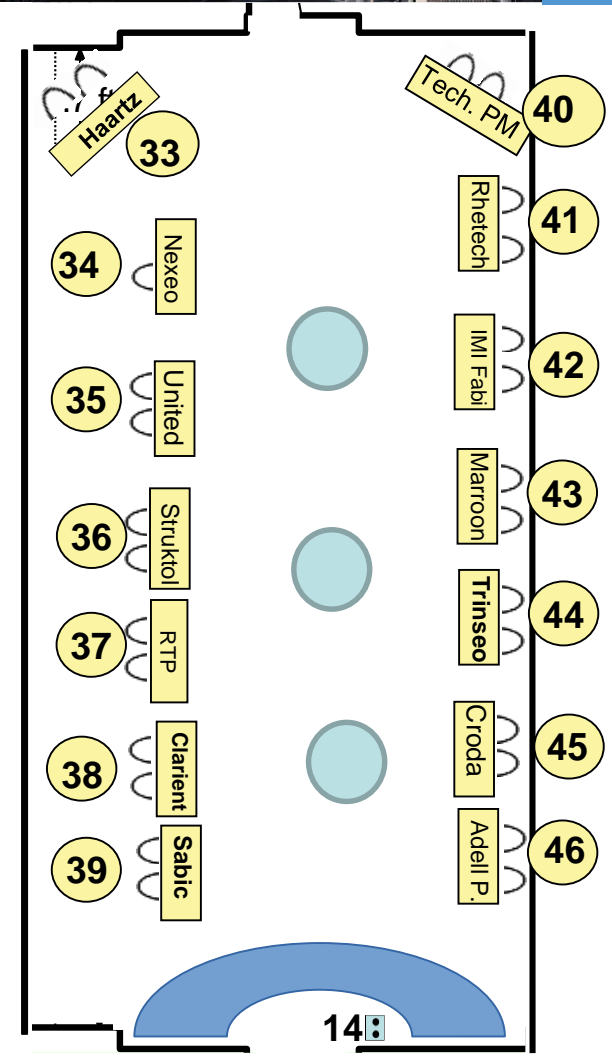 Haartz
33
34
Nexeo
35
United
36
Struktol
37
RTP
38
Clarient
39
Sabic
Tech. PM
40
Rhetech
41
IMI Fabi
42
Marroon
43
Trinseo
44
Croda
45
Adell P.
46
14